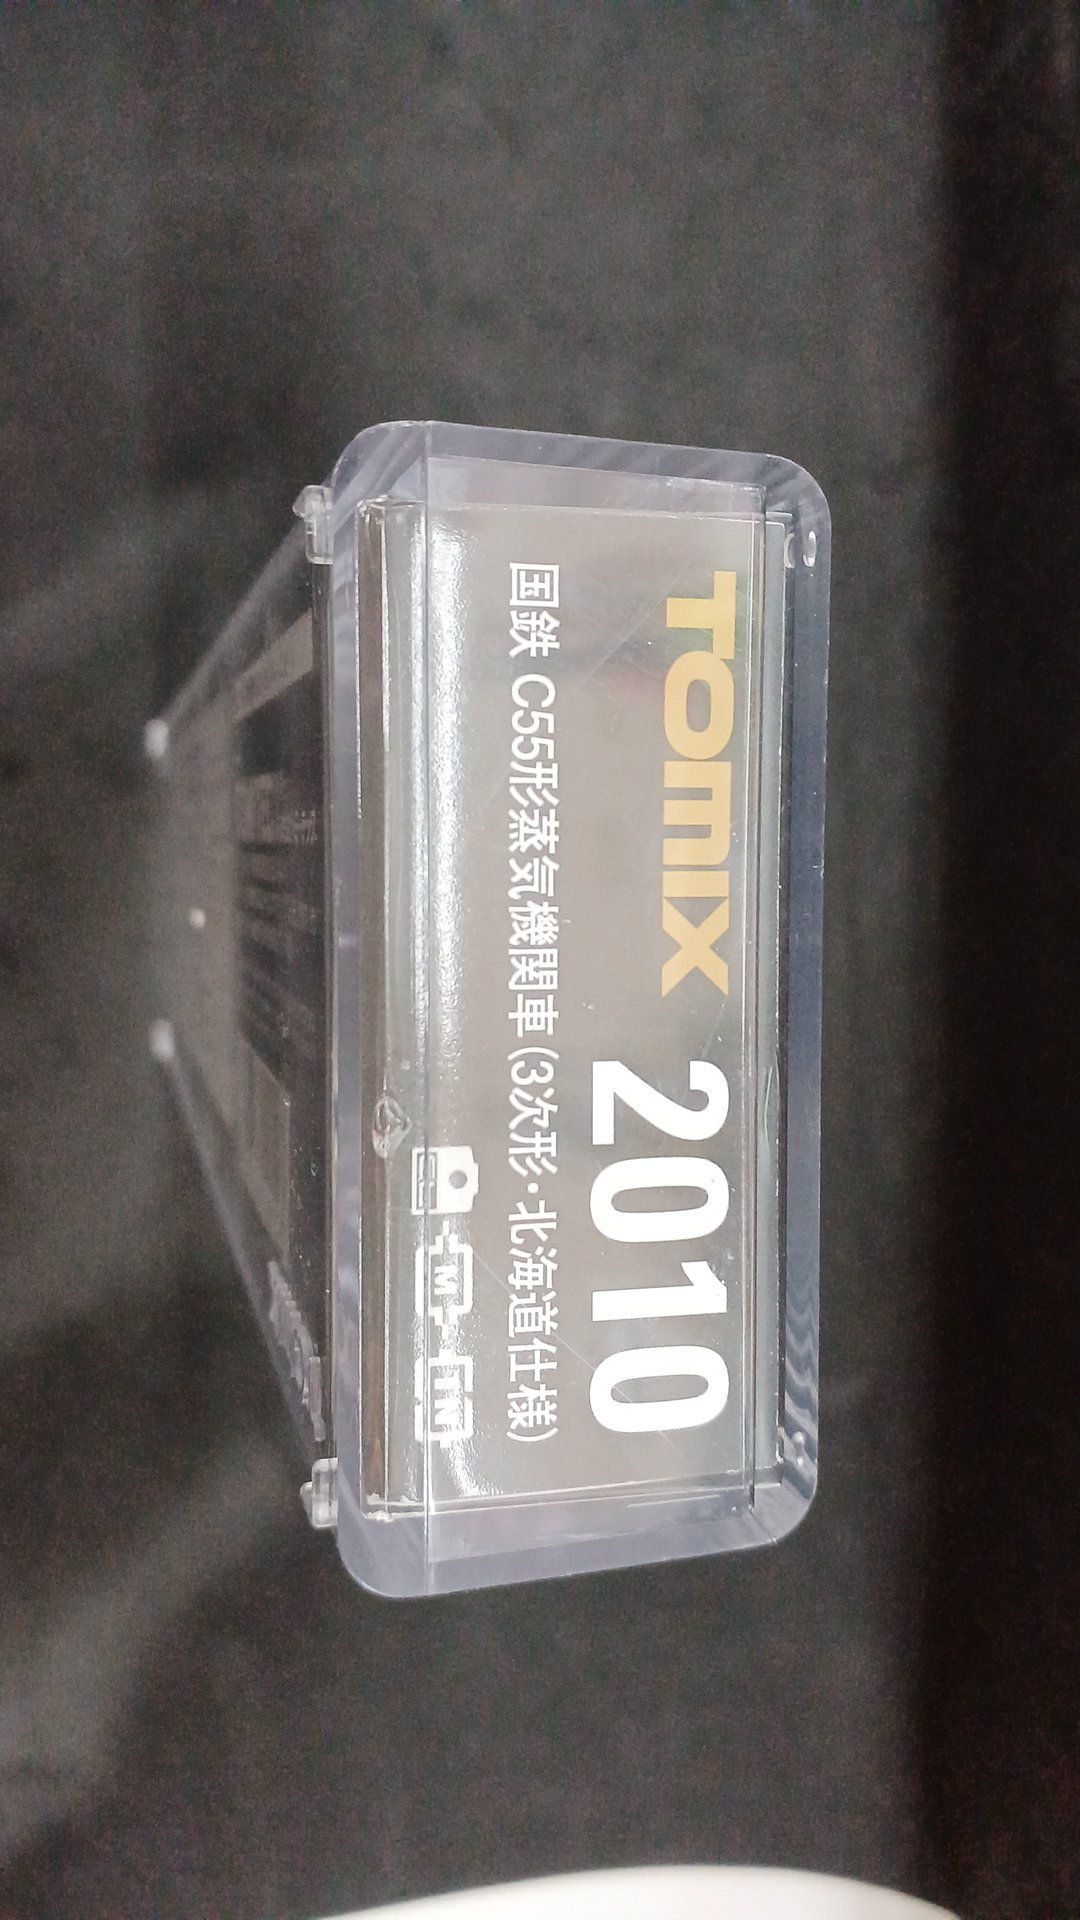 TOMIX 2010
国鉄 C55形蒸気機関車(3次形・北海道仕様)
M TN